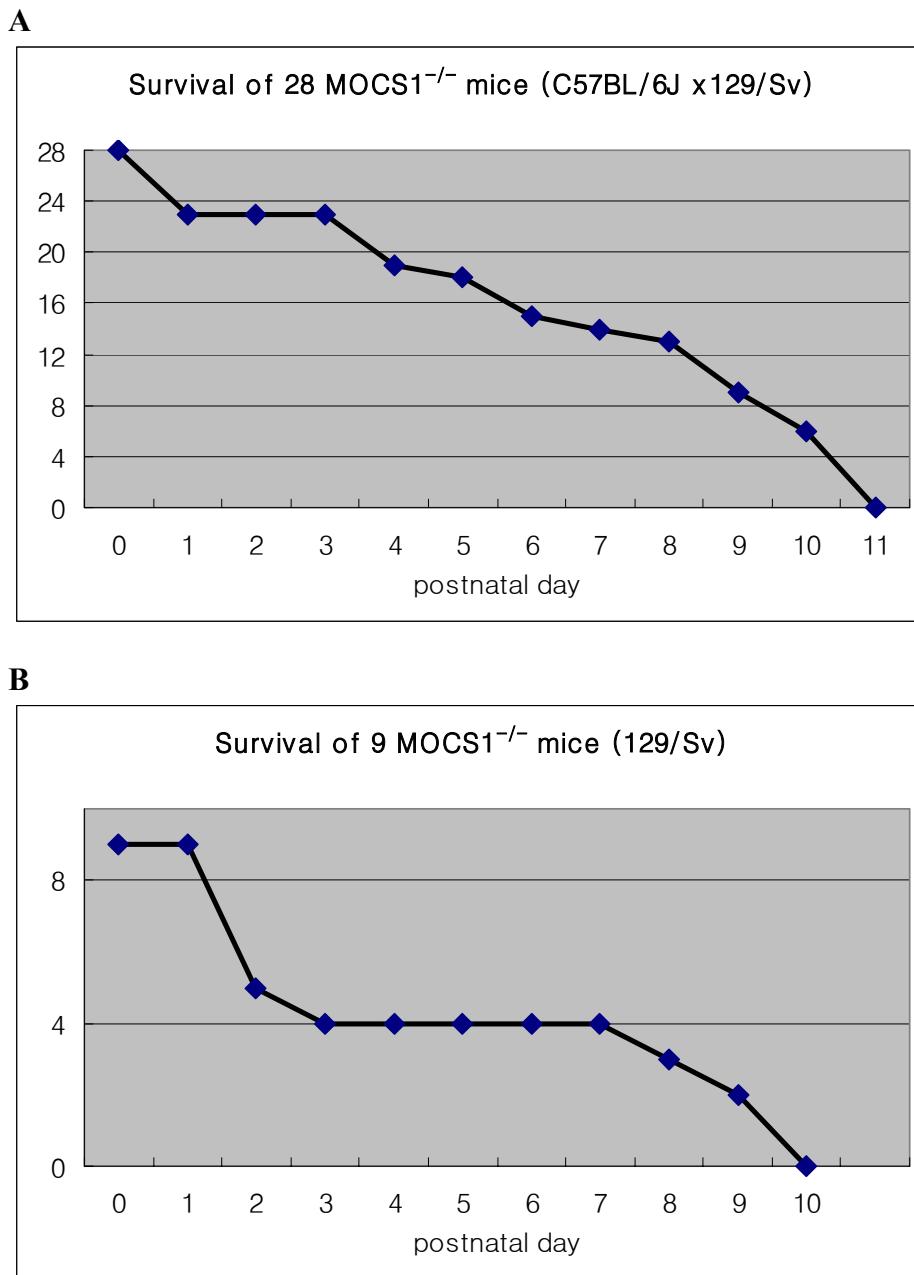 A
Survival of 28 MOCS1⁻/⁻ mice (C57BL/6J x129/Sv)
28
24
20
16
12
8
4
0
0 1 2 3 4 5 6 7 8 9 10 11
postnatal day
B
Survival of 9 MOCS1⁻/⁻ mice (129/Sv)
8
4
0
0 1 2 3 4 5 6 7 8 9 10
postnatal day